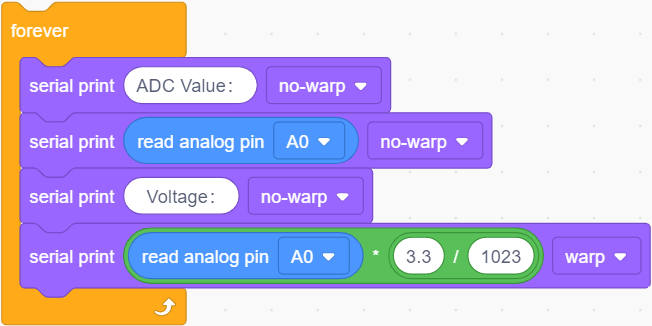 forever
serial print ADC Value: no-warp
serial print read analog pin A0 no-warp
serial print Voltage: no-warp
serial print read analog pin A0 * 3.3 / 1023 warp